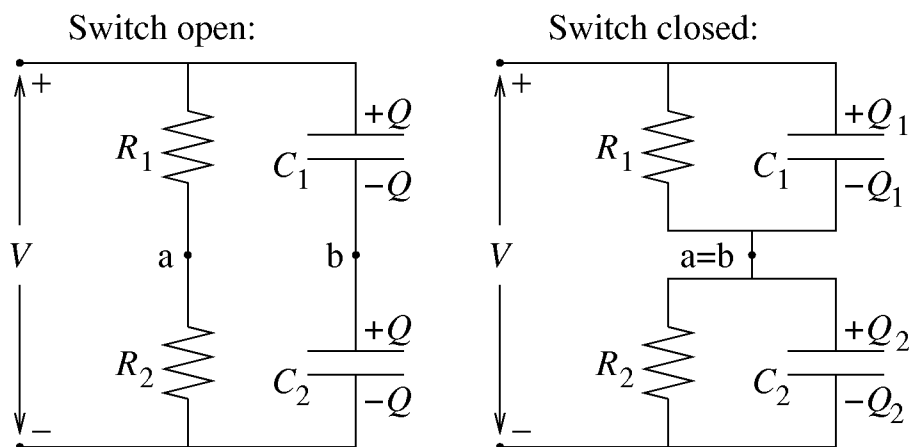 Switch open: Switch closed:
+ +
+Q +Q₁
R₁ C₁ R₁ C₁
−Q −Q₁
V a b V a=b
+Q +Q₂
R₂ C₂ R₂ C₂
−Q −Q₂
− −